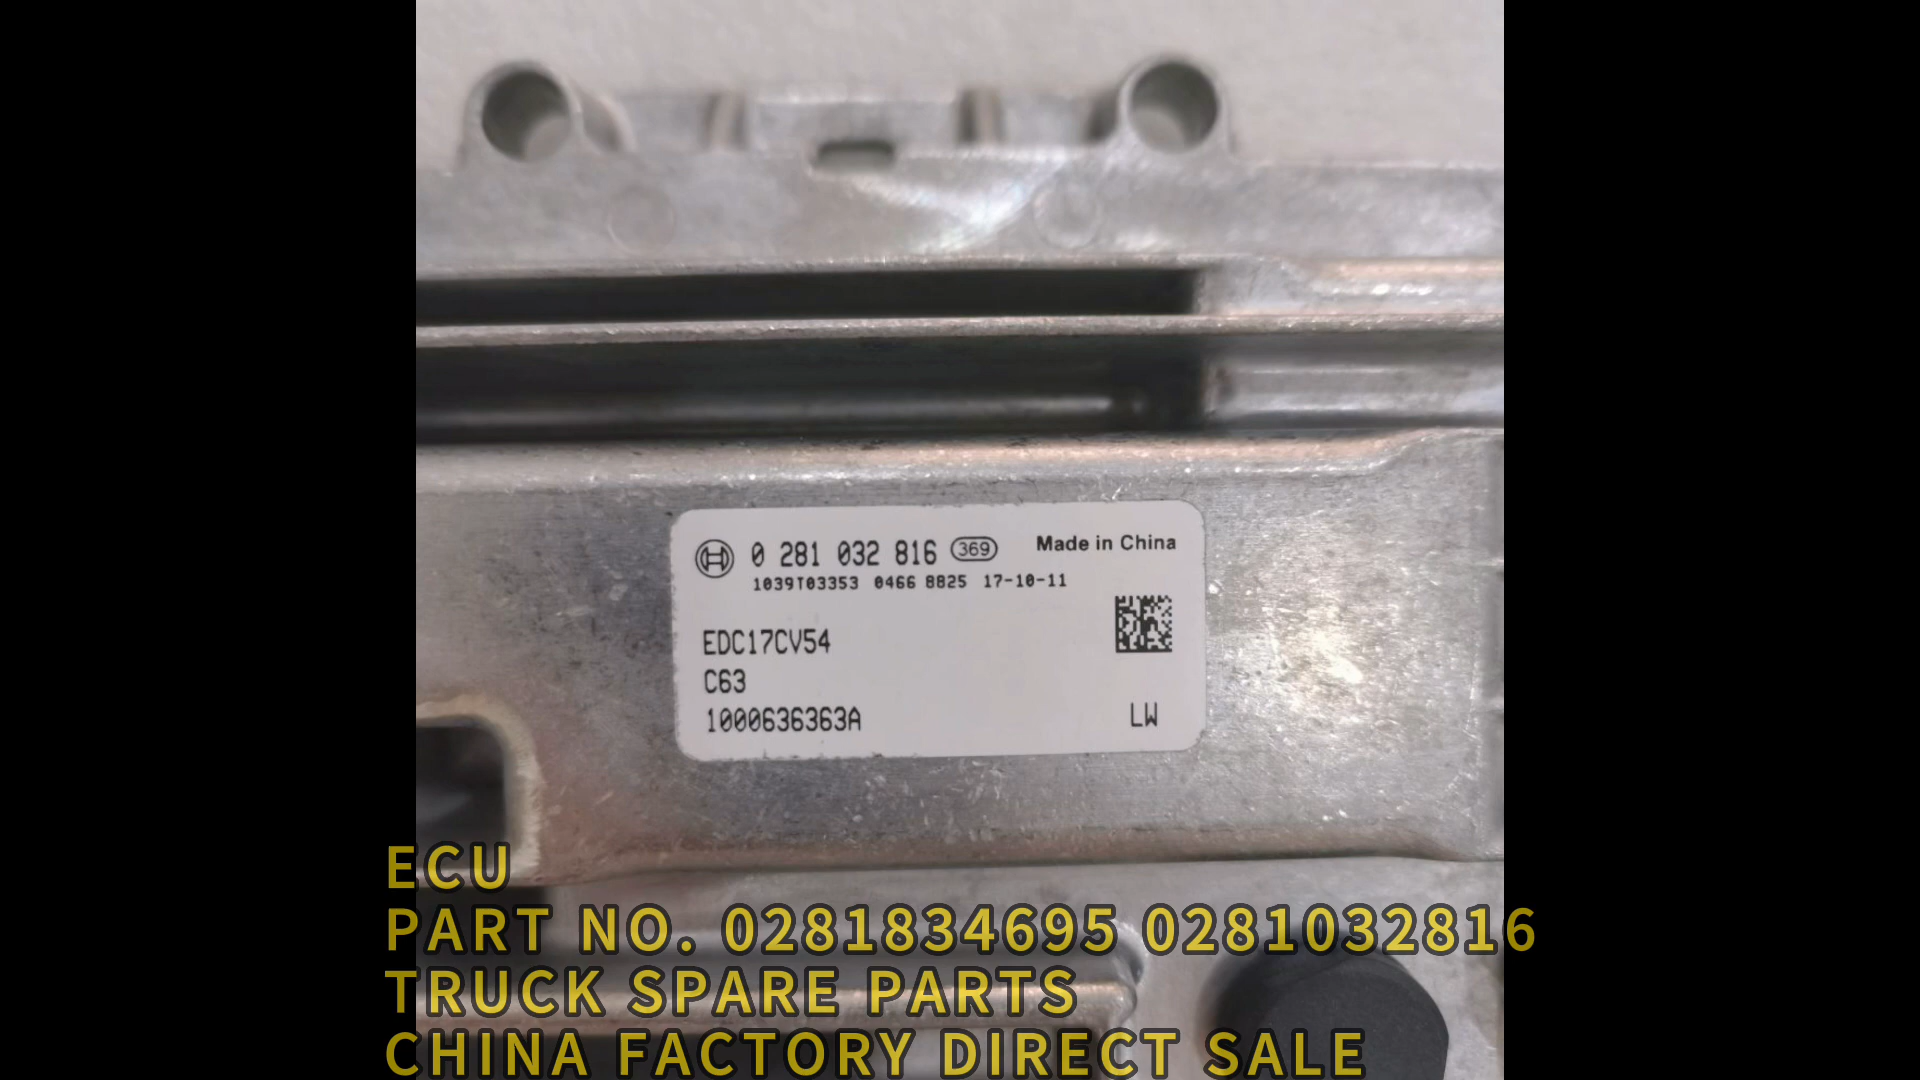 0 281 032 816 369 Made in China
1039T03353 0466 8825 17-10-11
EDC17CV54
C63
1000636363A LW
ECU
PART NO. 0281834695 0281032816
TRUCK SPARE PARTS
CHINA FACTORY DIRECT SALE